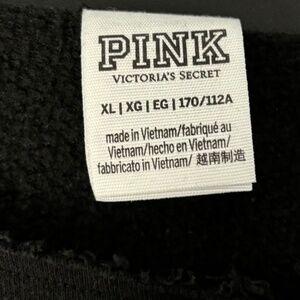 PINK
VICTORIA'S SECRET
XL | XG | EG | 170/112A
made in Vietnam/fabriqué au
Vietnam/hecho en Vietnam/
fabbricato in Vietnam/ 越南制造